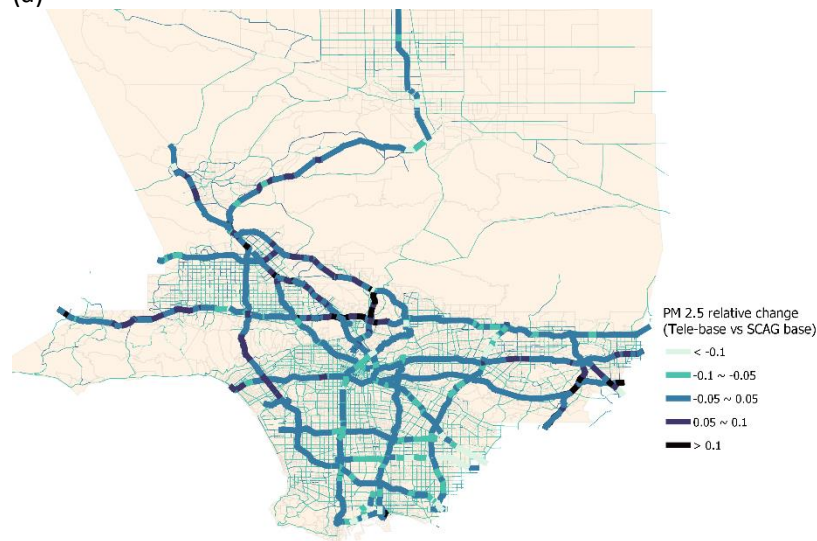 (a)
PM 2.5 relative change
(Tele-base vs SCAG base)
< -0.1
-0.1 ~ -0.05
-0.05 ~ 0.05
0.05 ~ 0.1
> 0.1